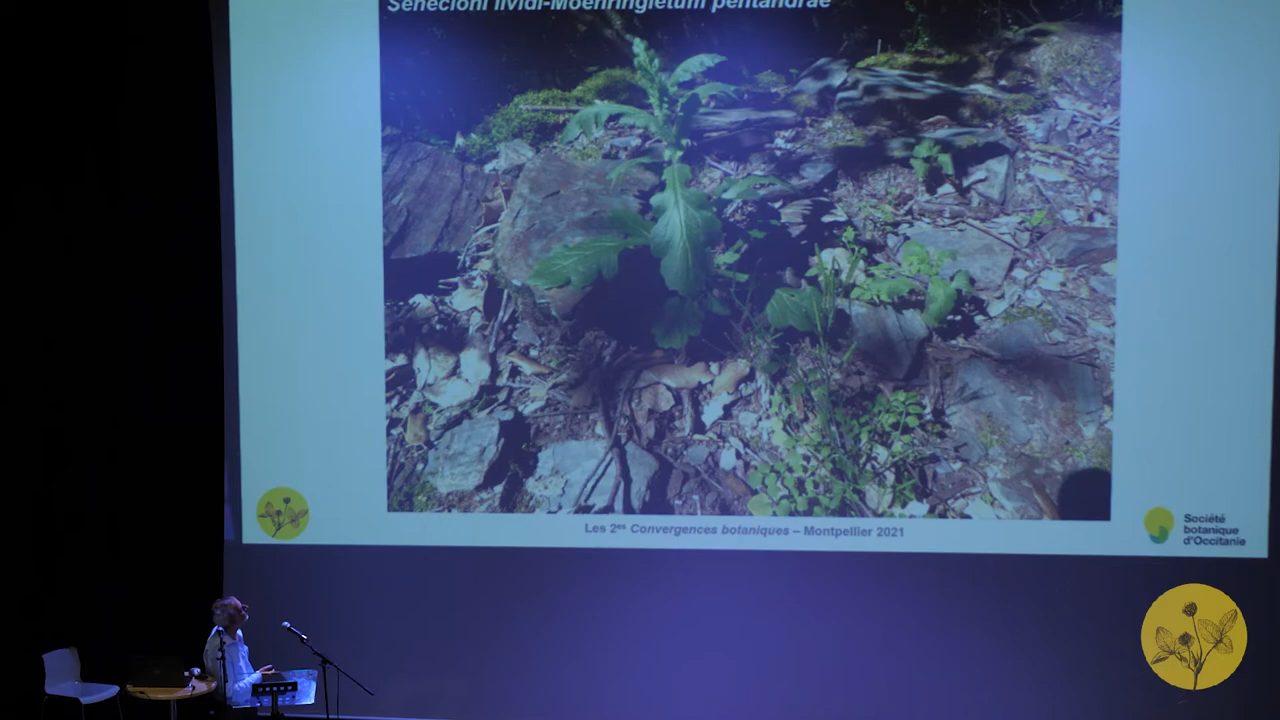 Senecioni lividi-Moehringietum pentandrae
Les 2es Convergences botaniques – Montpellier 2021
Société
botanique
d'Occitanie